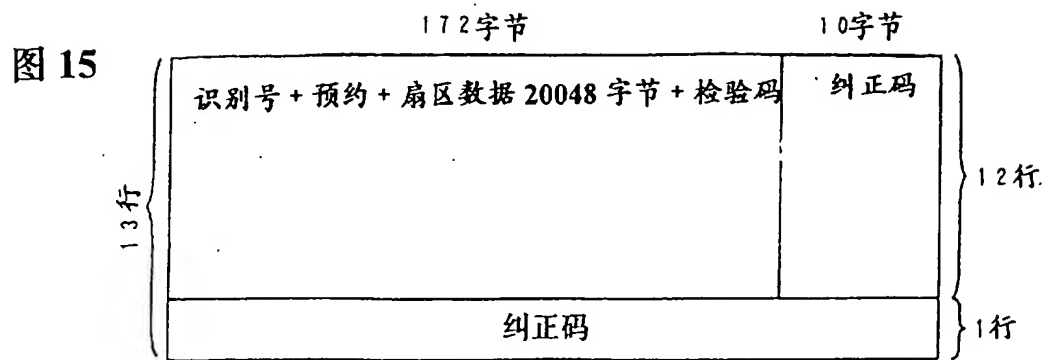 172字节 10字节
图 15
识别号 + 预约 + 扇区数据 20048 字节 + 检验码 纠正码
13行
12行
纠正码
1行